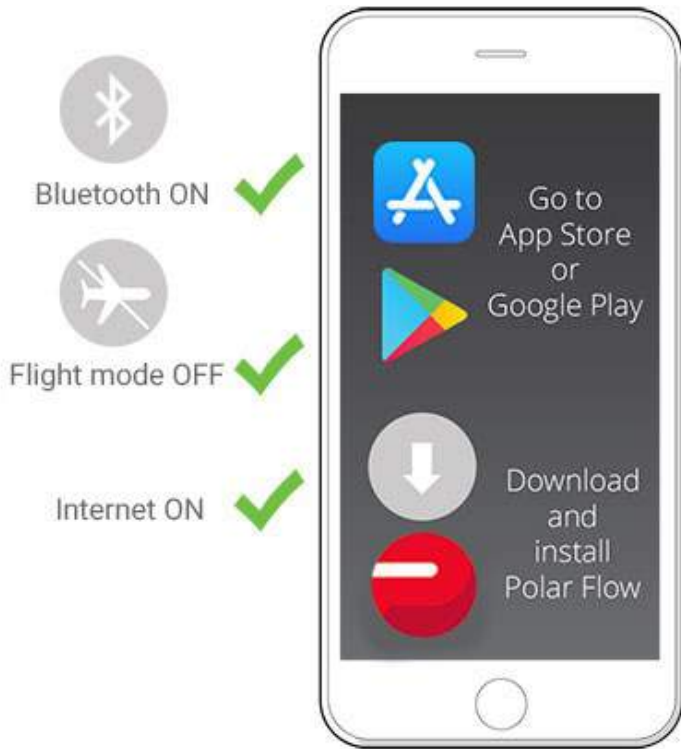 Bluetooth ON
Flight mode OFF
Internet ON
Go to
App Store
or
Google Play
Download
and
install
Polar Flow